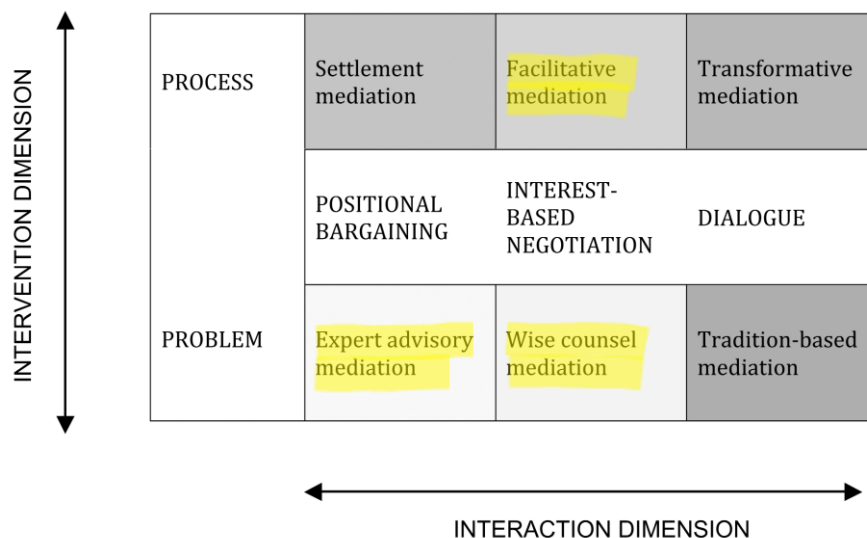 INTERVENTION DIMENSION
PROCESS
Settlement
mediation
Facilitative
mediation
Transformative
mediation
POSITIONAL
BARGAINING
INTEREST-
BASED
NEGOTIATION
DIALOGUE
PROBLEM
Expert advisory
mediation
Wise counsel
mediation
Tradition-based
mediation
INTERACTION DIMENSION